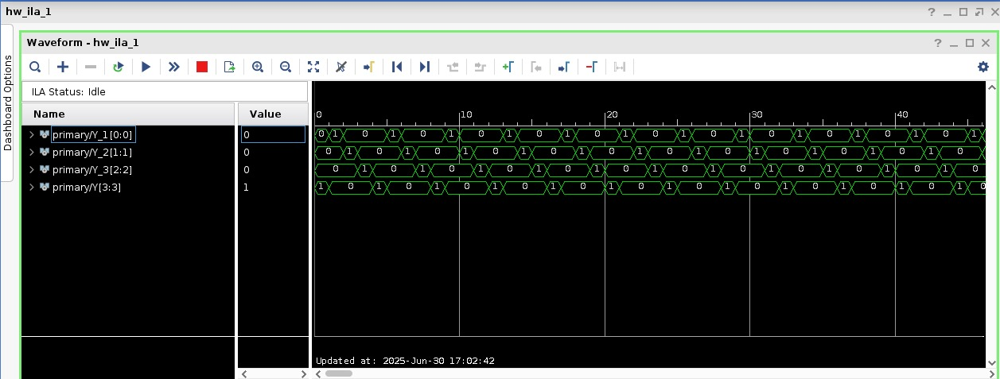 hw_ila_1
Dashboard Options
Waveform - hw_ila_1
ILA Status: Idle
Name Value
0 10 20 30 40
primary/Y_1[0:0] 0 0 1 0 1 0 1 0 1 0 1 0 1 0 1 0 1 0 1 0 1 0 1 0 1
primary/Y_2[1:1] 0 0 1 0 1 0 1 0 1 0 1 0 1 0 1 0 1 0 1 0 1 0 1 0
primary/Y_3[2:2] 0 0 1 0 1 0 1 0 1 0 1 0 1 0 1 0 1 0 1 0 1 0 1 0
primary/Y[3:3] 1 1 0 1 0 1 0 1 0 1 0 1 0 1 0 1 0 1 0 1 0 1 0 1 0
Updated at: 2025-Jun-30 17:02:42